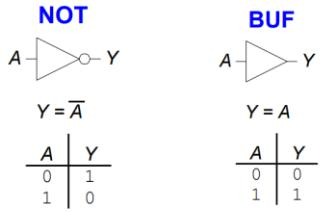 NOT
A Y
Y = A̅
A Y
0 1
1 0
BUF
A Y
Y = A
A Y
0 0
1 1